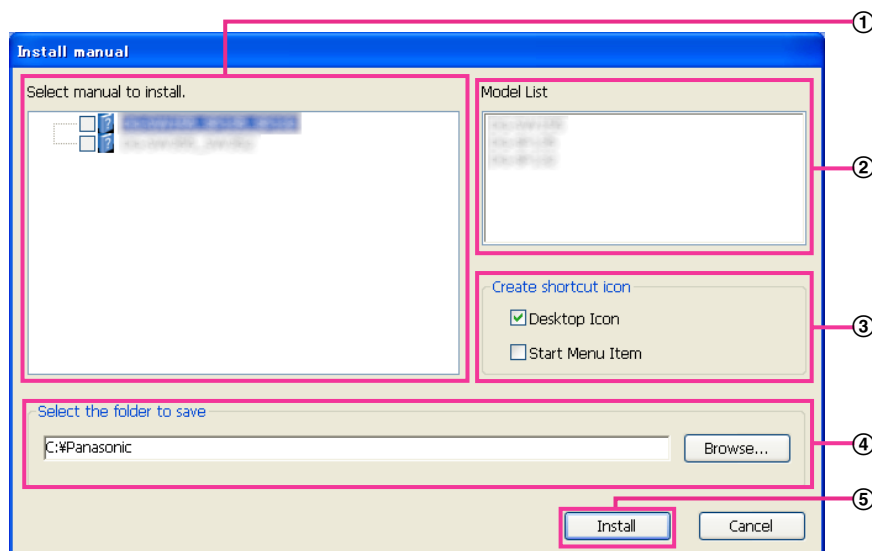 ①
Install manual
Select manual to install.
Model List
②
Create shortcut icon
Desktop Icon
③
Start Menu Item
Select the folder to save
C:¥Panasonic
Browse...
④
⑤
Install
Cancel